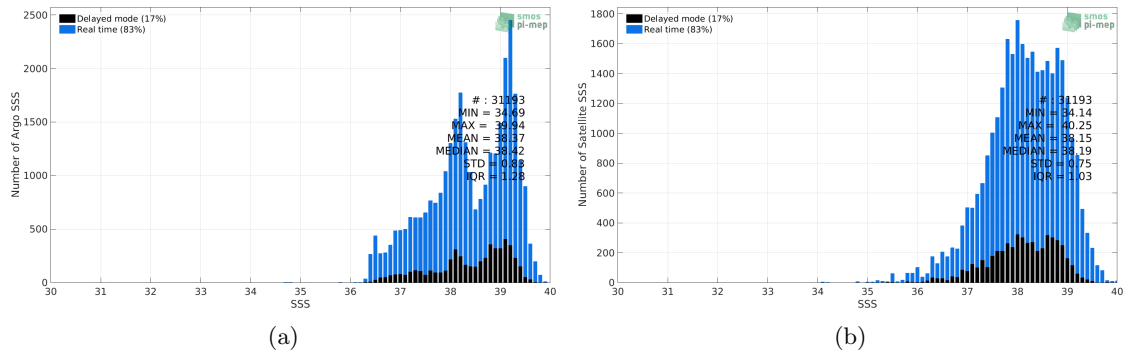 Delayed mode (17%)
Real time (83%)
smos
pi-mep
2500
2000
1500
1000
500
0
Number of Argo SSS
# : 31193
MIN = 34.69
MAX = 39.94
MEAN = 38.37
MEDIAN = 38.42
STD = 0.83
IQR = 1.28
30 31 32 33 34 35 36 37 38 39 40
SSS
(a)
Delayed mode (17%)
Real time (83%)
smos
pi-mep
1800
1600
1400
1200
1000
800
600
400
200
0
Number of Satellite SSS
# : 31193
MIN = 34.14
MAX = 40.25
MEAN = 38.15
MEDIAN = 38.19
STD = 0.75
IQR = 1.03
30 31 32 33 34 35 36 37 38 39 40
SSS
(b)